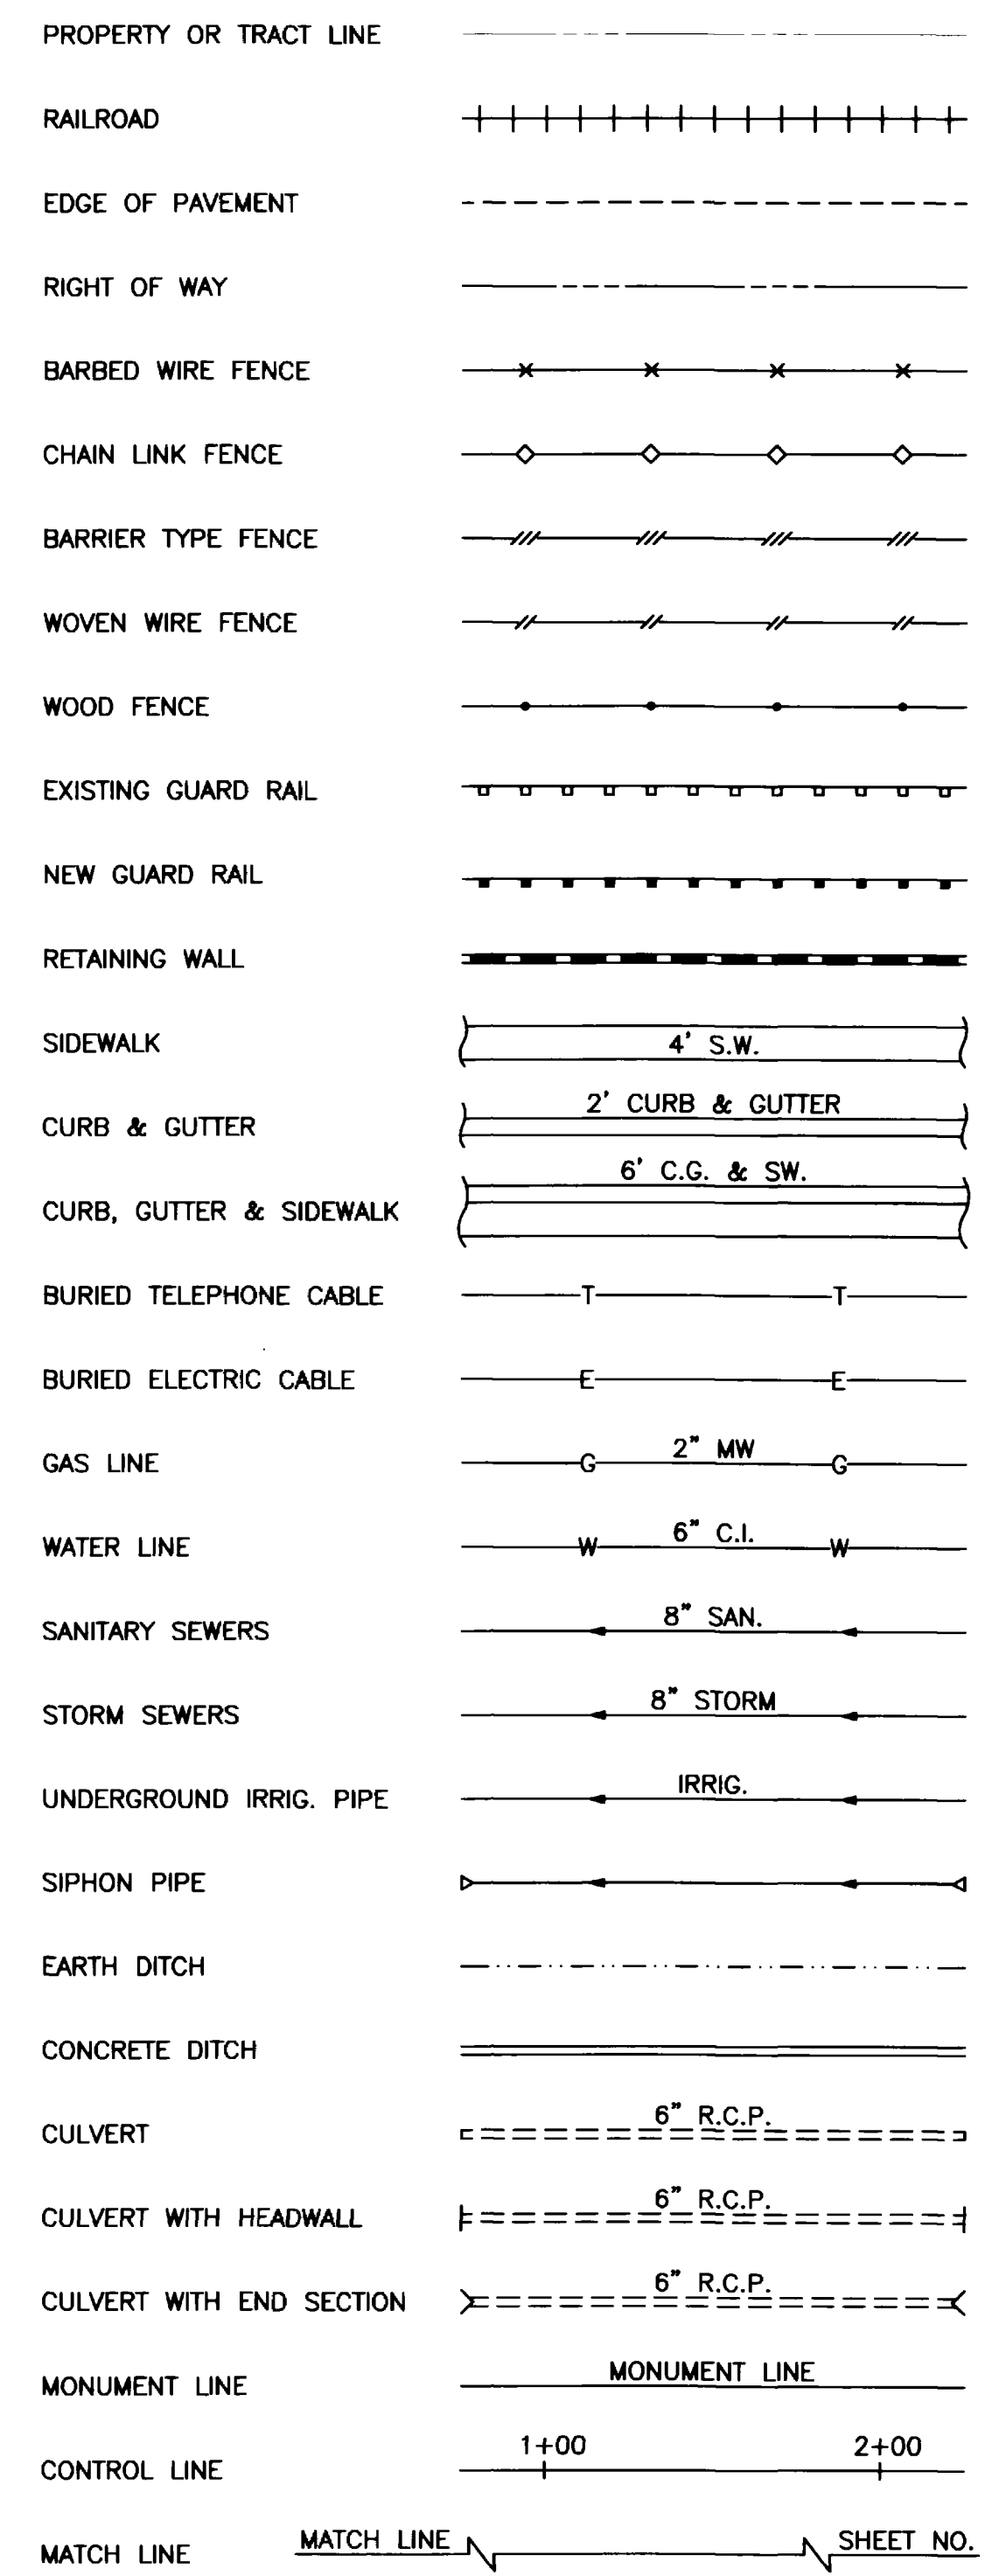 PROPERTY OR TRACT LINE
RAILROAD
EDGE OF PAVEMENT
RIGHT OF WAY
BARBED WIRE FENCE
CHAIN LINK FENCE
BARRIER TYPE FENCE
WOVEN WIRE FENCE
WOOD FENCE
EXISTING GUARD RAIL
NEW GUARD RAIL
RETAINING WALL
SIDEWALK 4' S.W.
CURB & GUTTER 2' CURB & GUTTER
CURB, GUTTER & SIDEWALK 6' C.G. & SW.
BURIED TELEPHONE CABLE T T
BURIED ELECTRIC CABLE E E
GAS LINE G 2" MW G
WATER LINE W 6" C.I. W
SANITARY SEWERS 8" SAN.
STORM SEWERS 8" STORM
UNDERGROUND IRRIG. PIPE IRRIG.
SIPHON PIPE
EARTH DITCH
CONCRETE DITCH
CULVERT 6" R.C.P.
CULVERT WITH HEADWALL 6" R.C.P.
CULVERT WITH END SECTION 6" R.C.P.
MONUMENT LINE MONUMENT LINE
CONTROL LINE 1+00 2+00
MATCH LINE MATCH LINE SHEET NO.